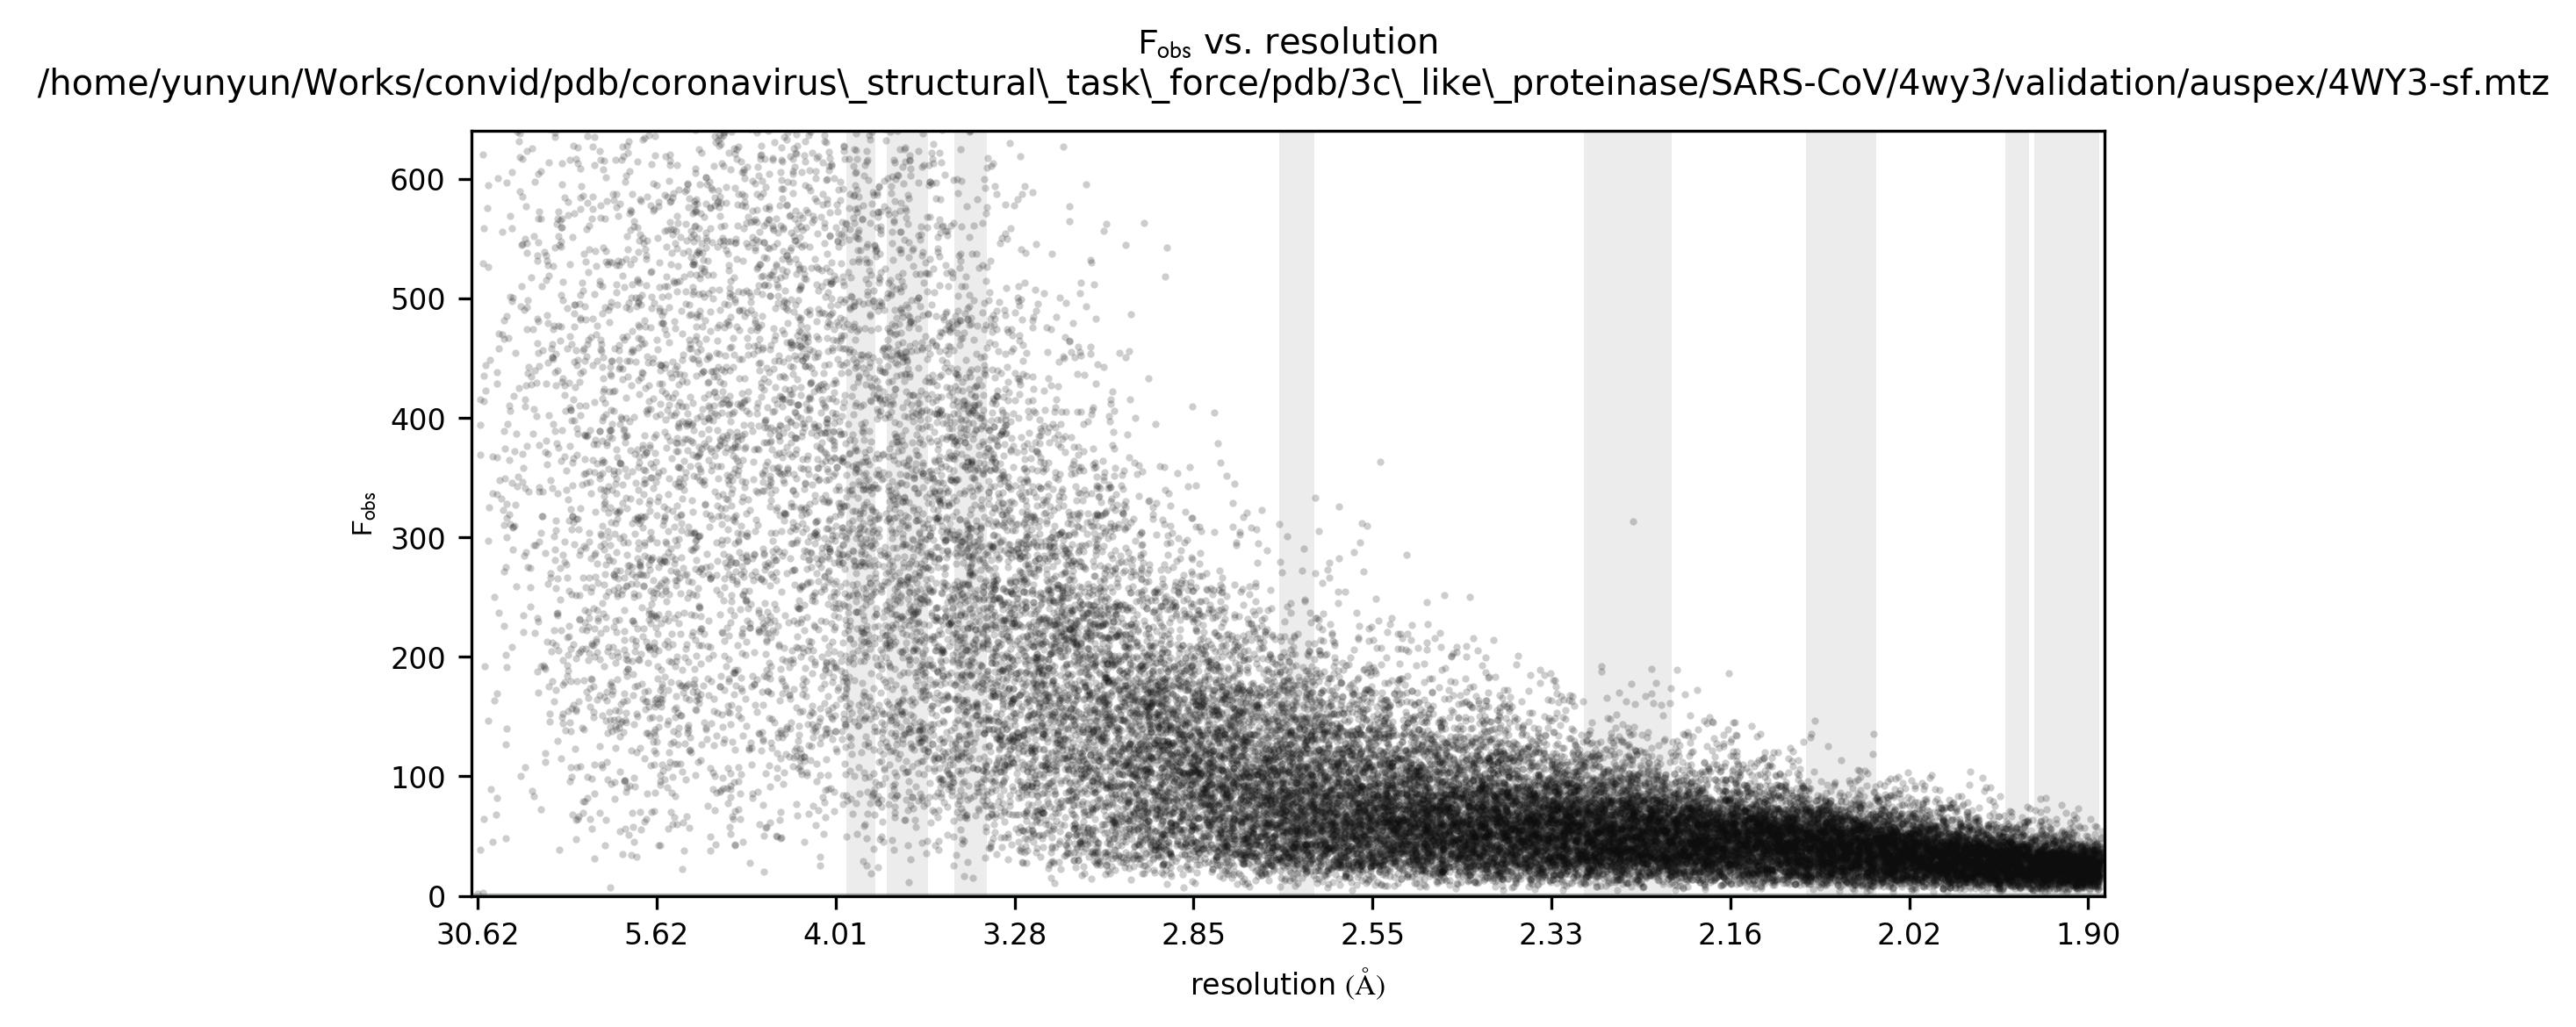 Fobs vs. resolution
/home/yunyun/Works/convid/pdb/coronavirus\_structural\_task\_force/pdb/3c\_like\_proteinase/SARS-CoV/4wy3/validation/auspex/4WY3-sf.mtz
600
500
400
300
200
100
0
Fobs
30.62 5.62 4.01 3.28 2.85 2.55 2.33 2.16 2.02 1.90
resolution (Å)